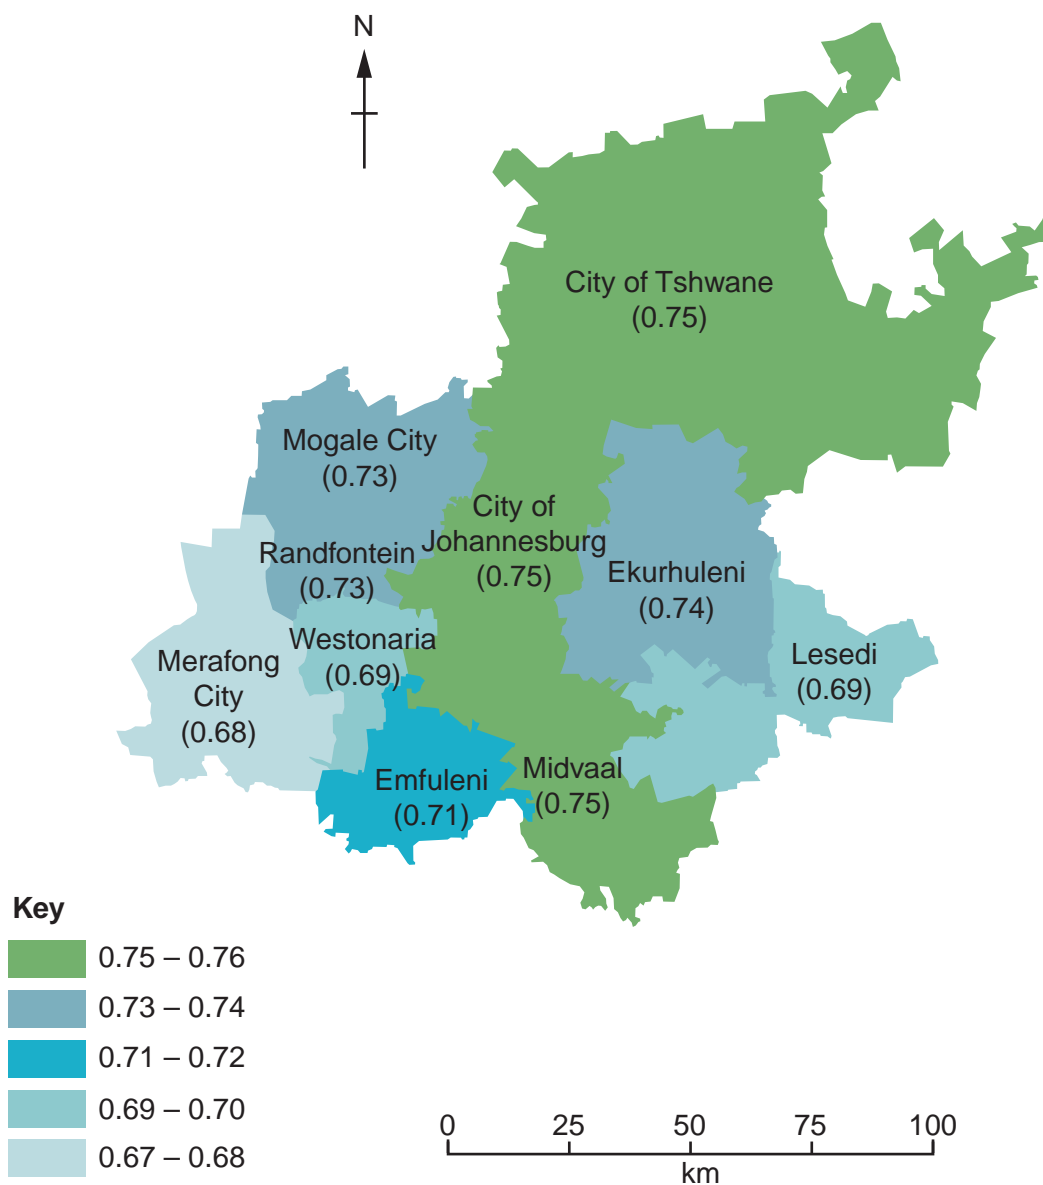 N
City of Tshwane
(0.75)
Mogale City
(0.73)
City of
Johannesburg
(0.75)
Randfontein
(0.73)
Ekurhuleni
(0.74)
Westonaria
(0.69)
Merafong
City
(0.68)
Lesedi
(0.69)
Emfuleni
(0.71)
Midvaal
(0.75)
Key
0.75 – 0.76
0.73 – 0.74
0.71 – 0.72
0.69 – 0.70
0.67 – 0.68
0 25 50 75 100
km